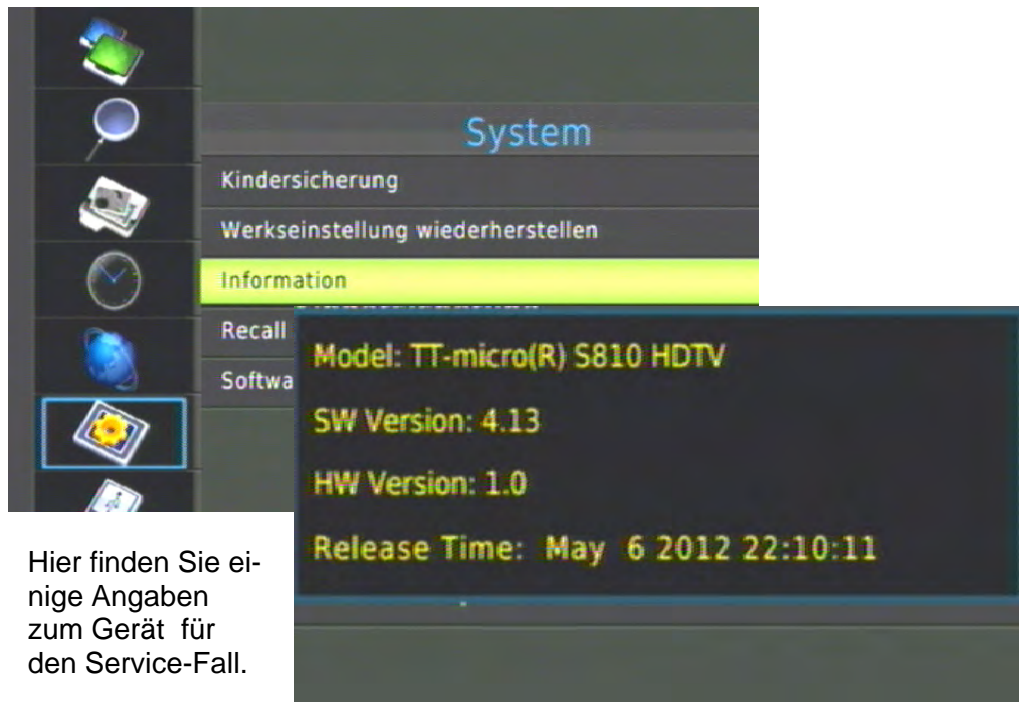 System
Kindersicherung
Werkseinstellung wiederherstellen
Information
Recall
Softwa
Model: TT-micro(R) S810 HDTV
SW Version: 4.13
HW Version: 1.0
Release Time: May 6 2012 22:10:11
Hier finden Sie ei-
nige Angaben
zum Gerät für
den Service-Fall.